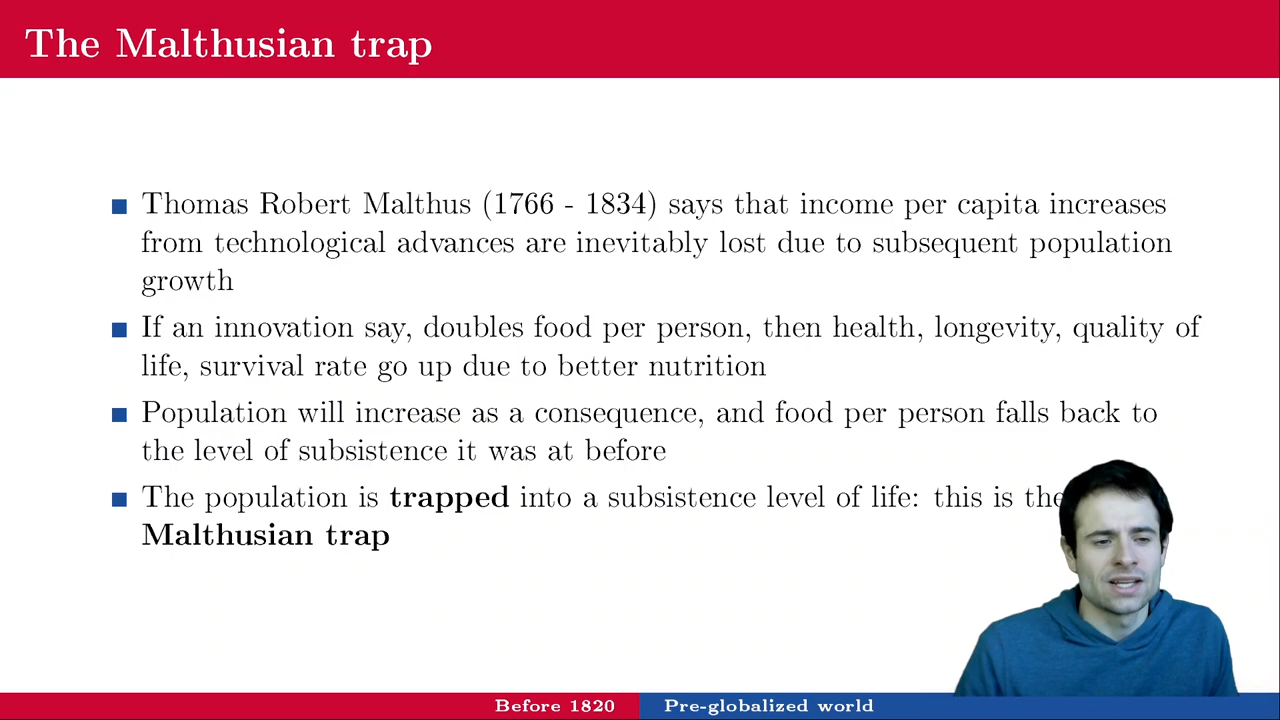 The Malthusian trap
Thomas Robert Malthus (1766 - 1834) says that income per capita increases
from technological advances are inevitably lost due to subsequent population
growth
If an innovation say, doubles food per person, then health, longevity, quality of
life, survival rate go up due to better nutrition
Population will increase as a consequence, and food per person falls back to
the level of subsistence it was at before
The population is trapped into a subsistence level of life: this is the
Malthusian trap
Before 1820
Pre-globalized world